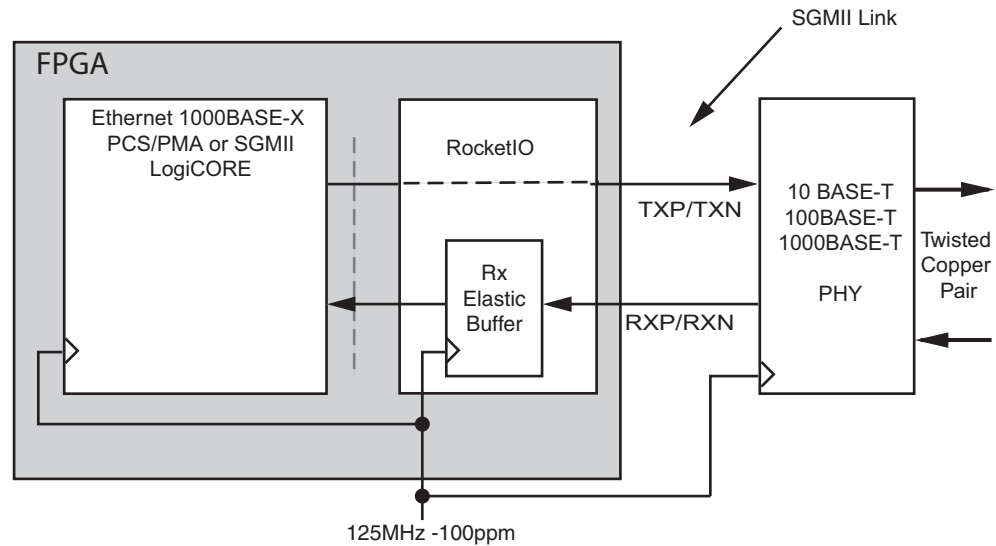 SGMII Link
FPGA
Ethernet 1000BASE-X
PCS/PMA or SGMII
LogiCORE
RocketIO
TXP/TXN
10 BASE-T
100BASE-T
1000BASE-T
PHY
Twisted
Copper
Pair
Rx
Elastic
Buffer
RXP/RXN
125MHz -100ppm